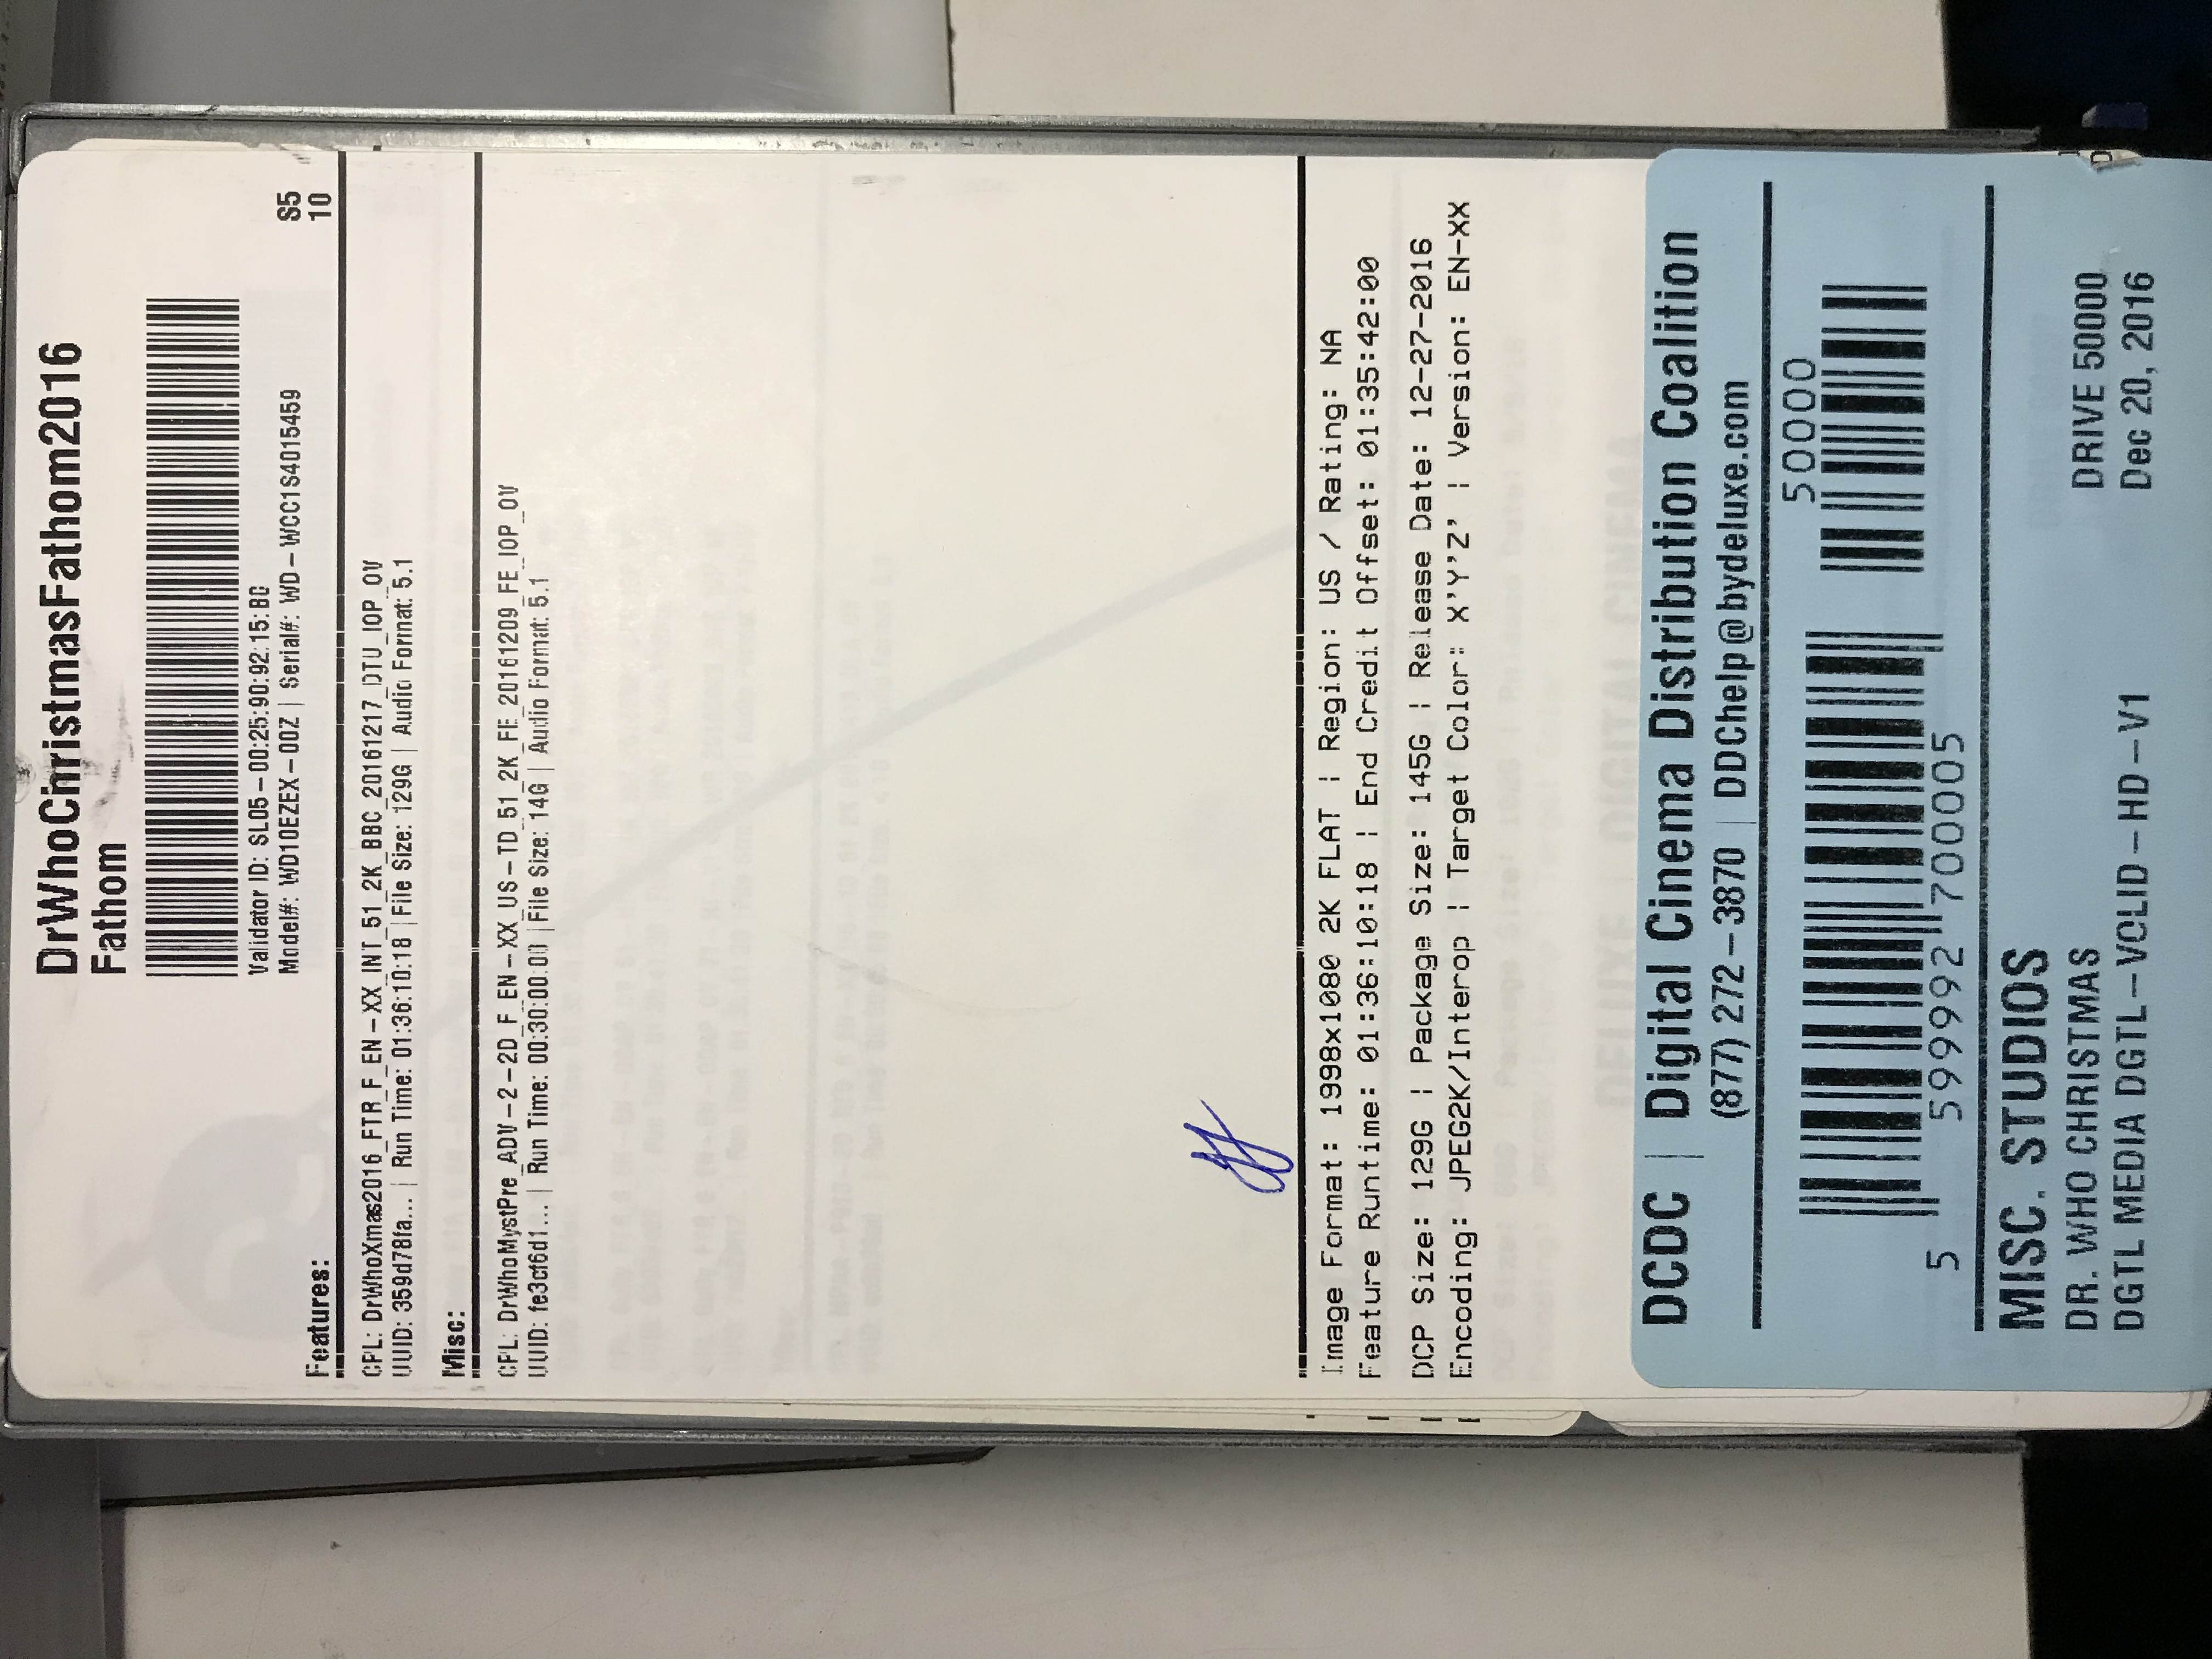 DrWhoChristmasFathom2016
Fathom
Validator ID: SL05-00:25:90:92:15:BC
Model#: WD10EZEX-00Z | Serial#: WD-WCC1S4015459
S5
10
Features:
CPL: DrWhoXmas2016_FTR_F_EN-XX_INT_51_2K_BBC_20161217_DTU_IOP_OV
UUID: 359d78fa... | Run Time: 01:36:10:18 | File Size: 129G | Audio Format: 5.1
Misc:
CPL: DrWhoMystPre_ADV-2-2D_F_EN-XX_US-TD_51_2K_FE_20161209_FE_IOP_OV
UUID: fe3cf6d1... | Run Time: 00:30:00:00 | File Size: 14G | Audio Format: 5.1
Image Format: 1998x1080 2K FLAT | Region: US / Rating: NA
Feature Runtime: 01:36:10:18 | End Credit Offset: 01:35:42:00
DCP Size: 129G | Package Size: 145G | Release Date: 12-27-2016
Encoding: JPEG2K/Interop | Target Color: X'Y'Z' | Version: EN-XX
DELUXE | DIGITAL CINEMA
DCDC | Digital Cinema Distribution Coalition
(877) 272-3870 | DDChelp@bydeluxe.com
50000
5 599992 700005
MISC. STUDIOS
DR. WHO CHRISTMAS
DRIVE 50000
DGTL MEDIA DGTL-VOLID-HD-V1
Dec 20, 2016